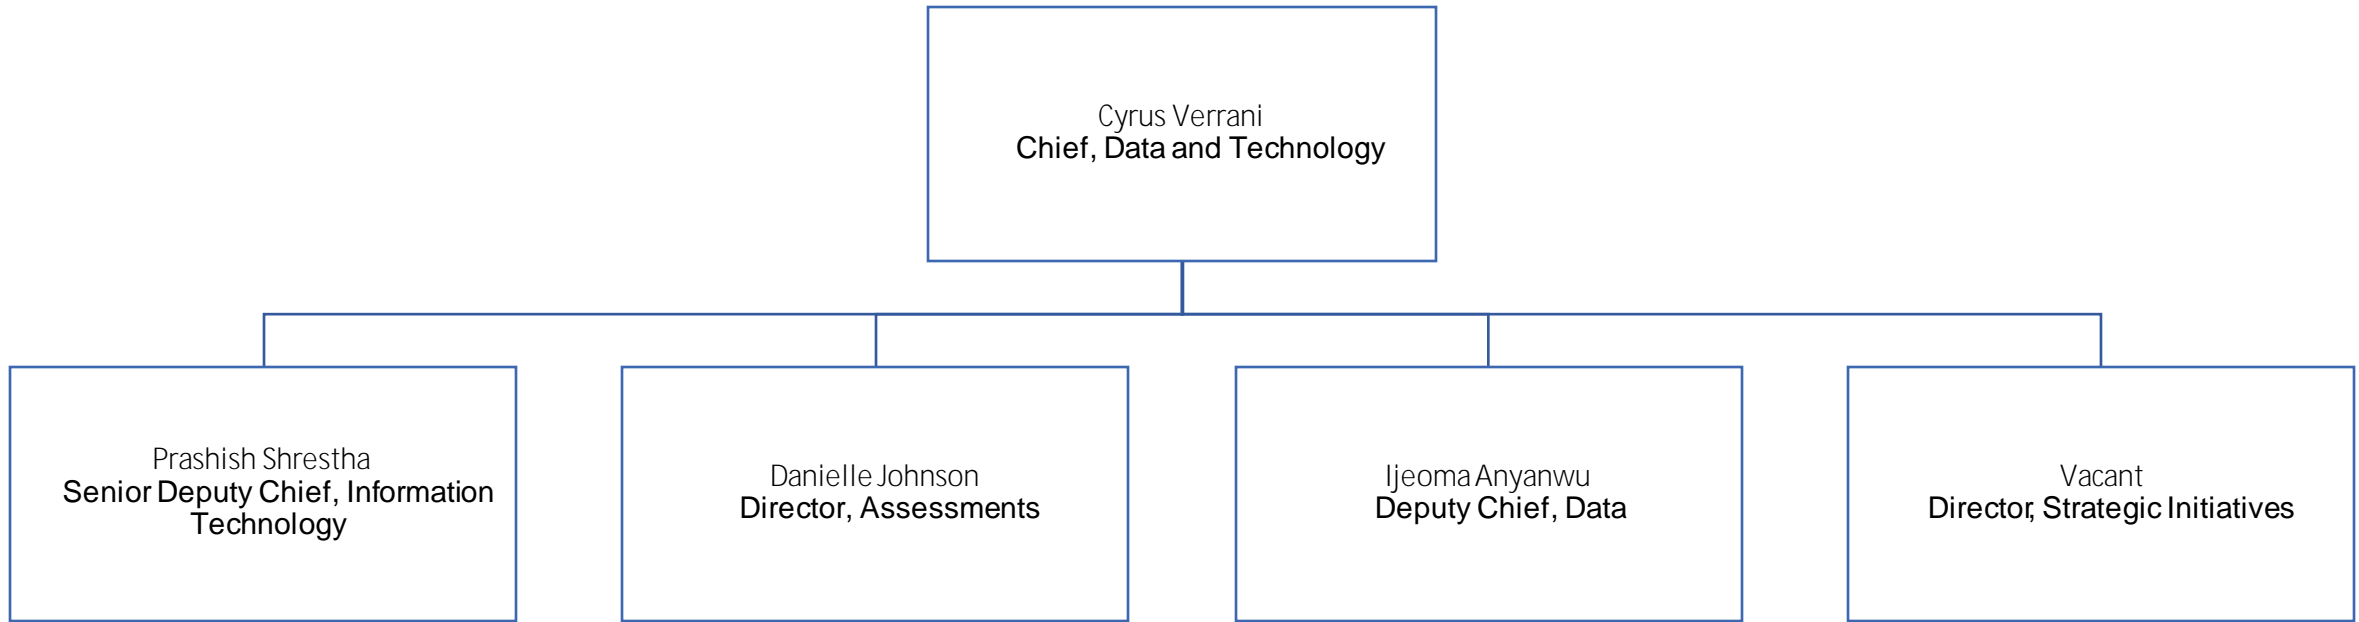 Cyrus Verrani
Chief, Data and Technology
Prashish Shrestha
Senior Deputy Chief, Information
Technology
Danielle Johnson
Director, Assessments
Ijeoma Anyanwu
Deputy Chief, Data
Vacant
Director, Strategic Initiatives